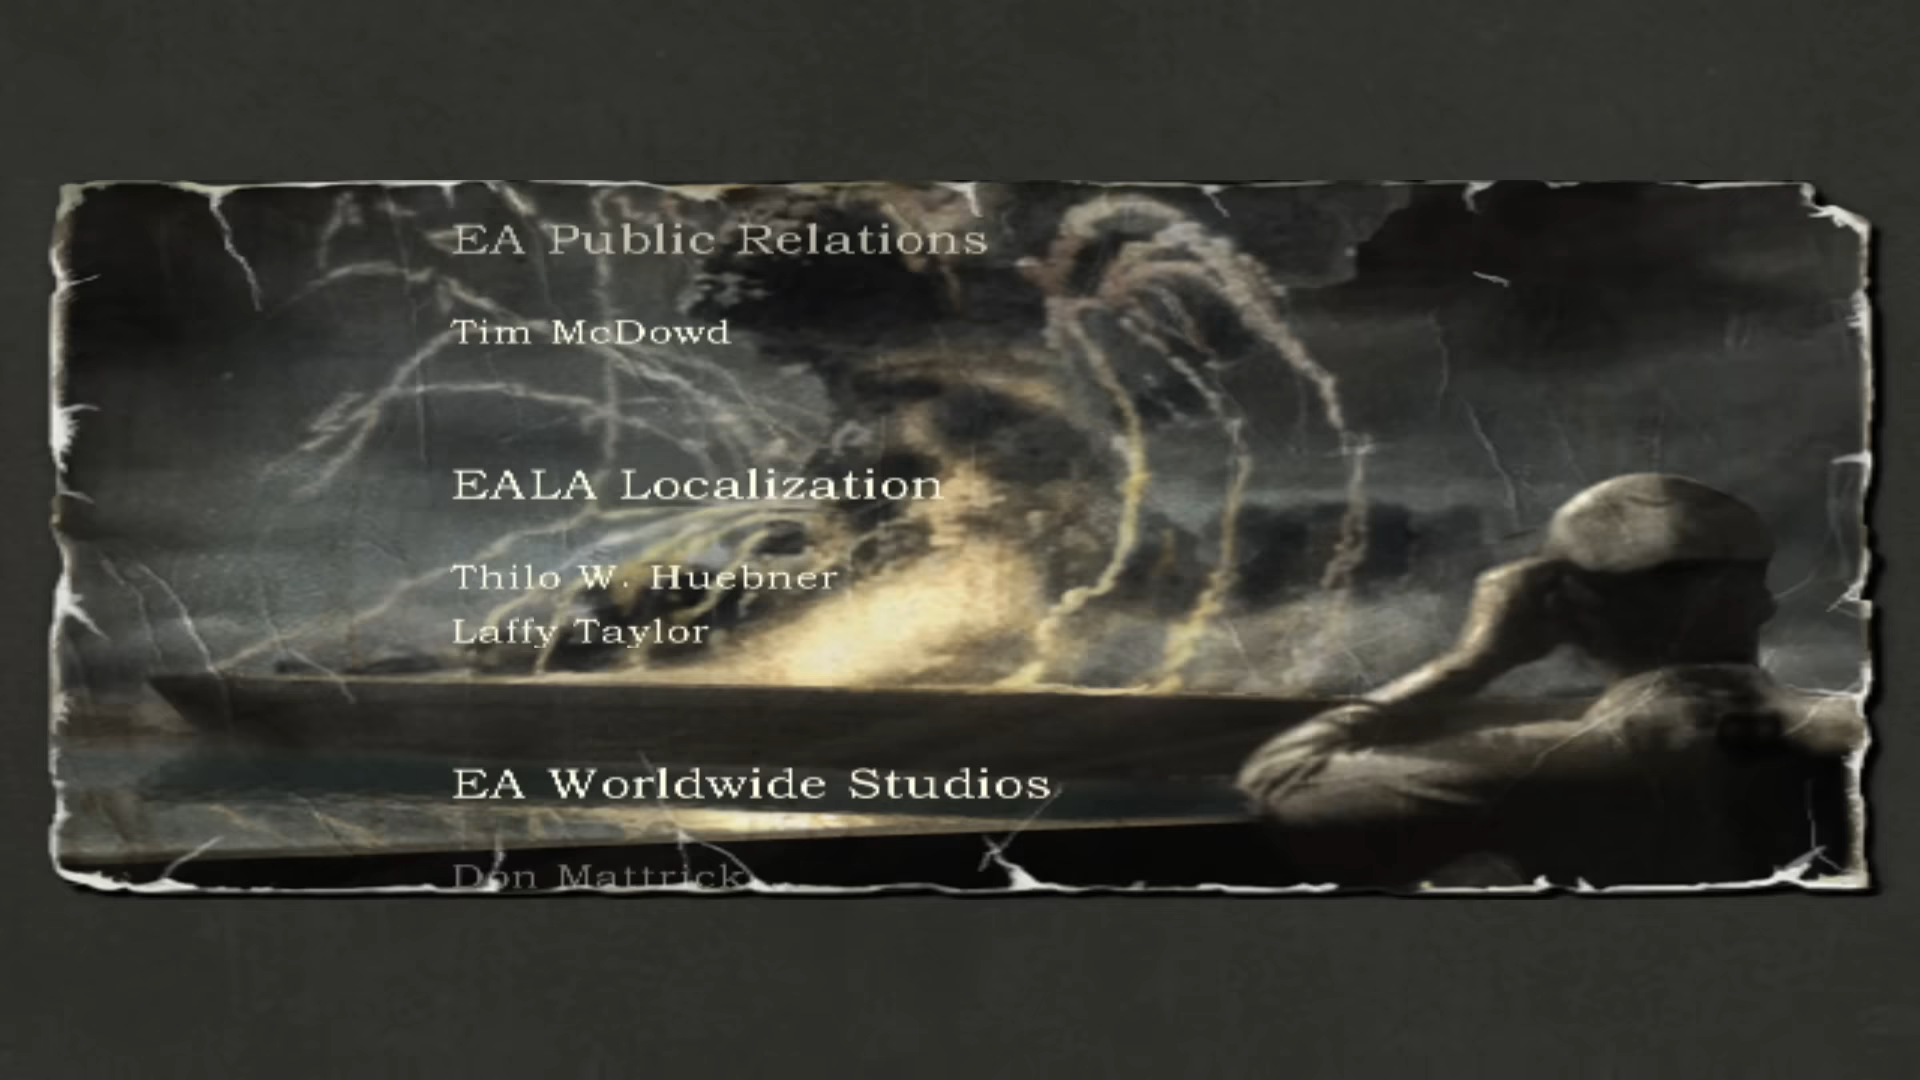 EA Public Relations
Tim McDowd
EALA Localization
Thilo W. Huebner
Laffy Taylor
EA Worldwide Studios
Don Mattrick